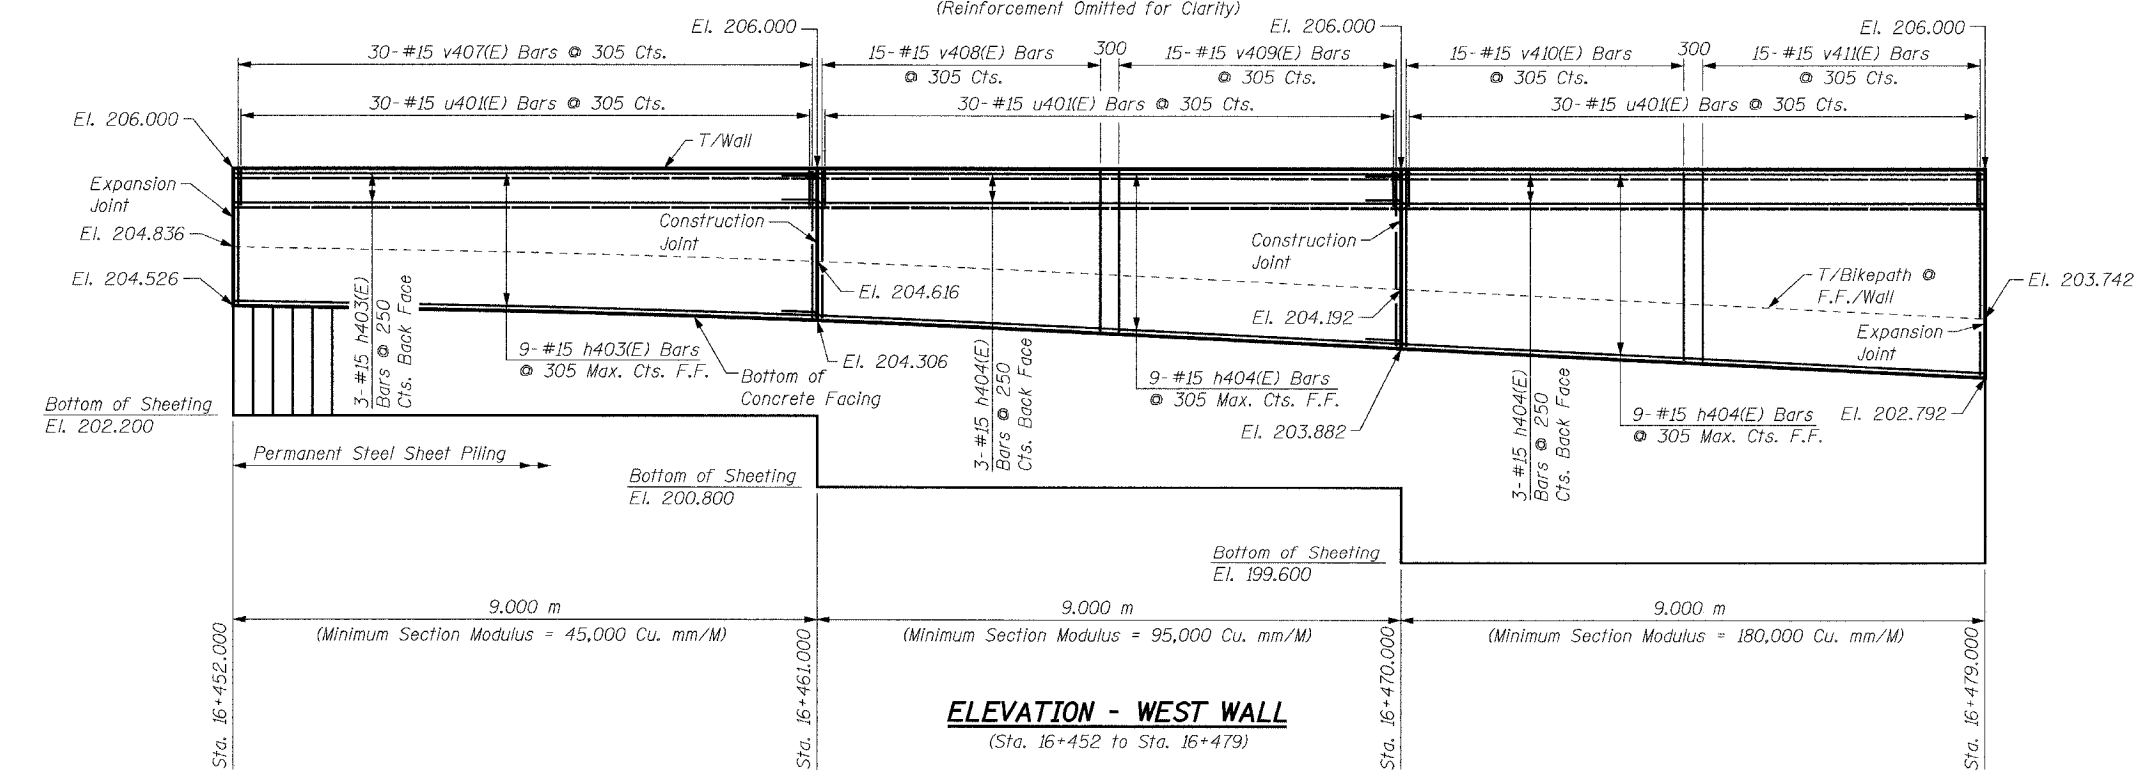 (Reinforcement Omitted for Clarity)
El. 206.000
El. 206.000
El. 206.000
30-#15 v407(E) Bars @ 305 Cts.
15-#15 v408(E) Bars
@ 305 Cts.
300
15-#15 v409(E) Bars
@ 305 Cts.
15-#15 v410(E) Bars
@ 305 Cts.
300
15-#15 v411(E) Bars
@ 305 Cts.
30-#15 u401(E) Bars @ 305 Cts.
30-#15 u401(E) Bars @ 305 Cts.
30-#15 u401(E) Bars @ 305 Cts.
El. 206.000
T/Wall
Expansion
Joint
El. 204.836
El. 204.526
Construction
Joint
Construction
Joint
El. 204.616
El. 204.192
T/Bikepath @
F.F./Wall
El. 203.742
Expansion
Joint
3-#15 h403(E)
Bars @ 250
Cts. Back Face
9-#15 h403(E) Bars
@ 305 Max. Cts. F.F.
Bottom of
Concrete Facing
El. 204.306
3-#15 h404(E)
Bars @ 250
Cts. Back Face
9-#15 h404(E) Bars
@ 305 Max. Cts. F.F.
El. 203.882
3-#15 h404(E)
Bars @ 250
Cts. Back Face
9-#15 h404(E) Bars
@ 305 Max. Cts. F.F.
El. 202.792
Bottom of Sheeting
El. 202.200
Permanent Steel Sheet Piling
Bottom of Sheeting
El. 200.800
Bottom of Sheeting
El. 199.600
9.000 m
(Minimum Section Modulus = 45,000 Cu. mm/M)
9.000 m
(Minimum Section Modulus = 95,000 Cu. mm/M)
9.000 m
(Minimum Section Modulus = 180,000 Cu. mm/M)
Sta. 16+452.000
Sta. 16+461.000
Sta. 16+470.000
Sta. 16+479.000
ELEVATION - WEST WALL
(Sta. 16+452 to Sta. 16+479)